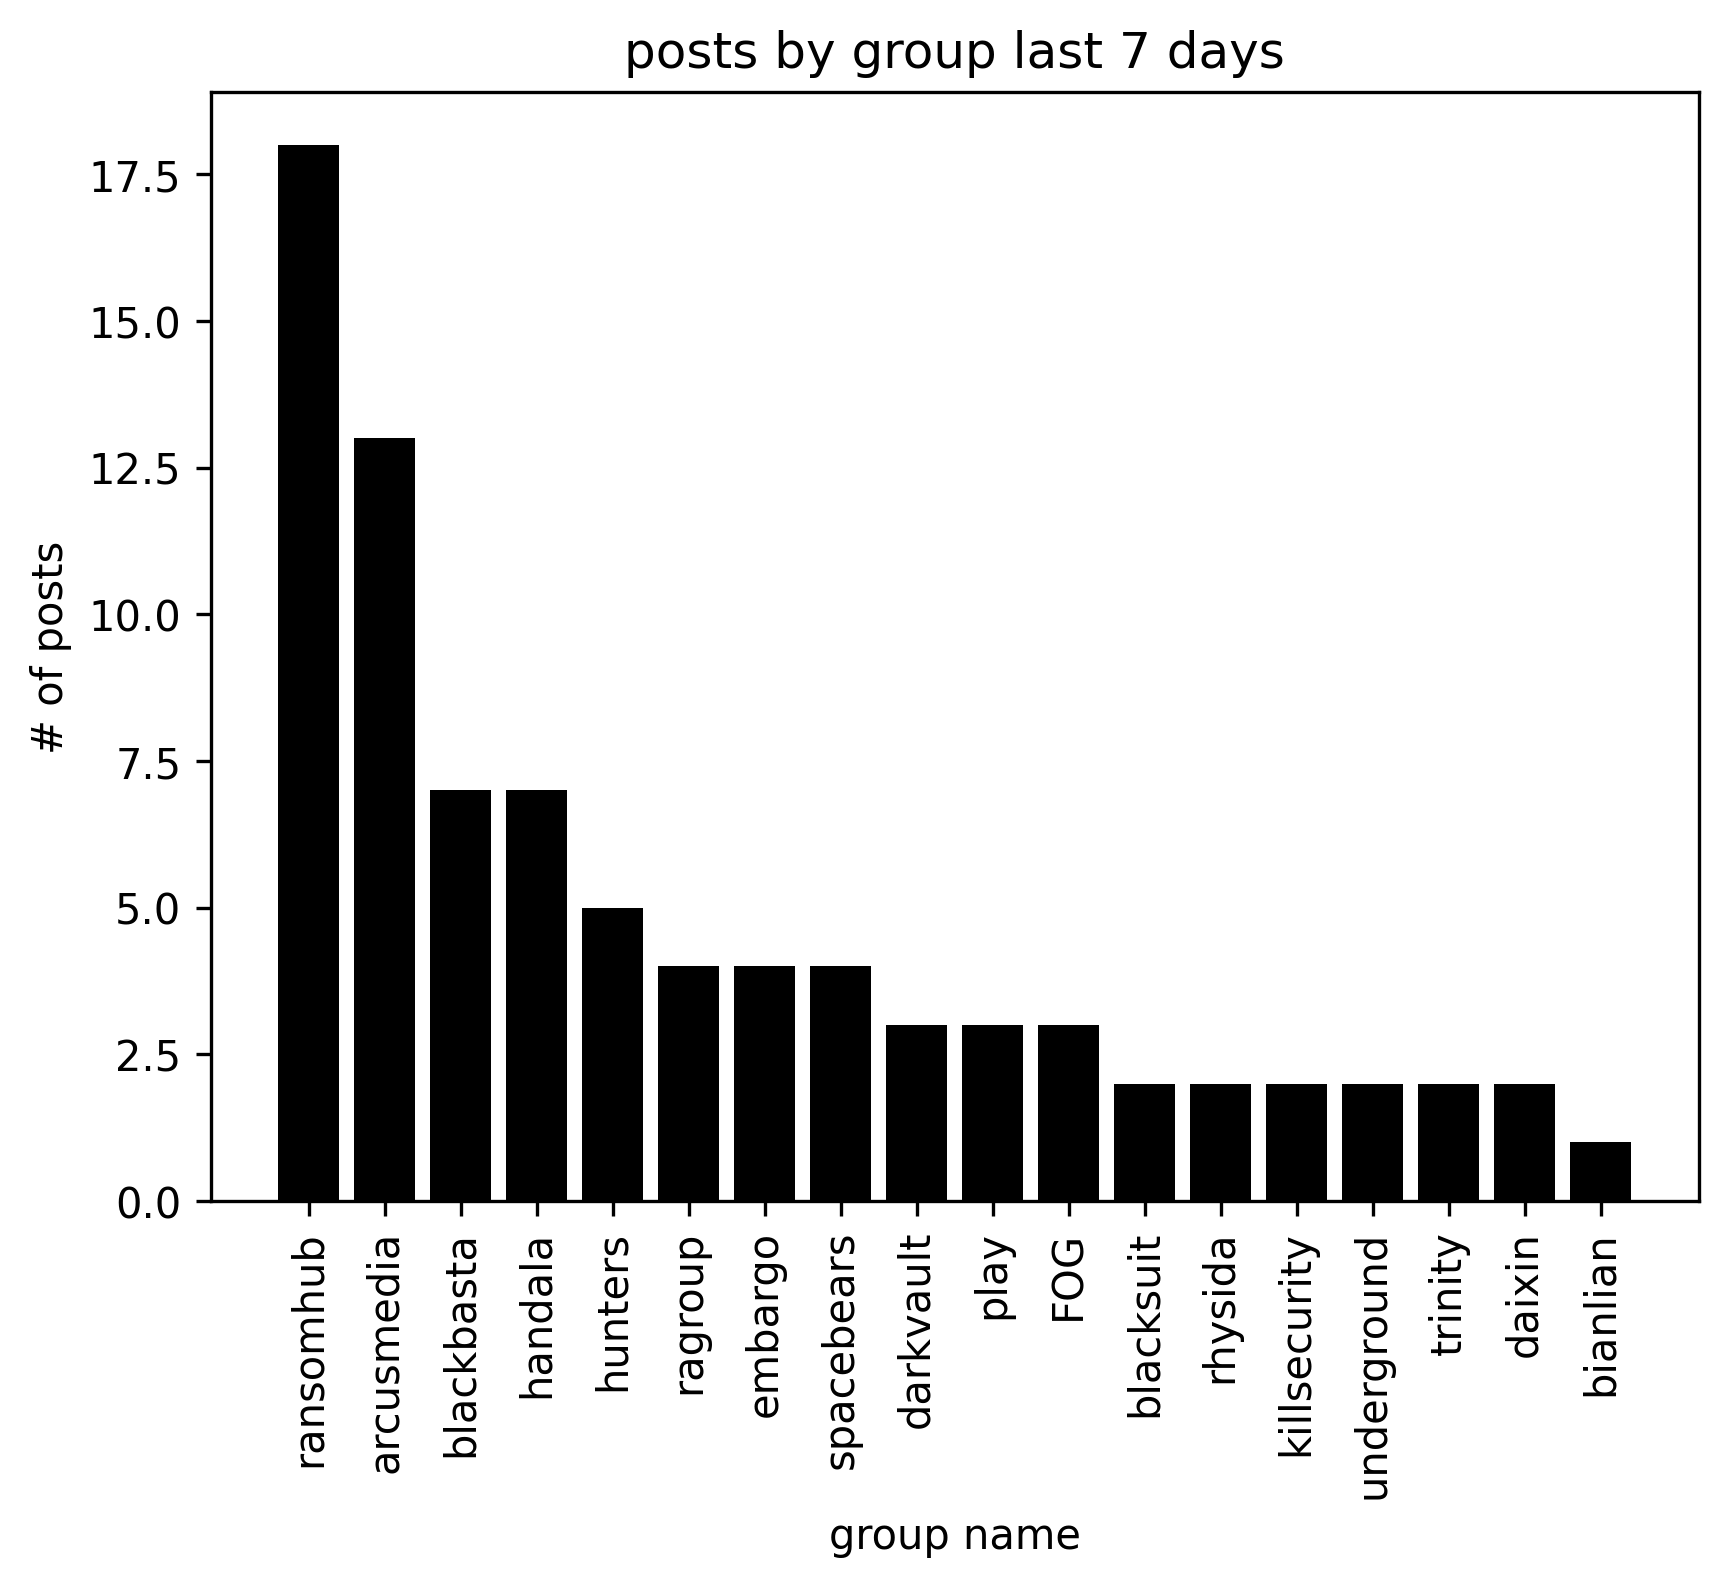 posts by group last 7 days
# of posts
17.5
15.0
12.5
10.0
7.5
5.0
2.5
0.0
ransomhub
arcusmedia
blackbasta
handala
hunters
ragroup
embargo
spacebears
darkvault
play
FOG
blacksuit
rhysida
killsecurity
underground
trinity
daixin
bianlian
group name